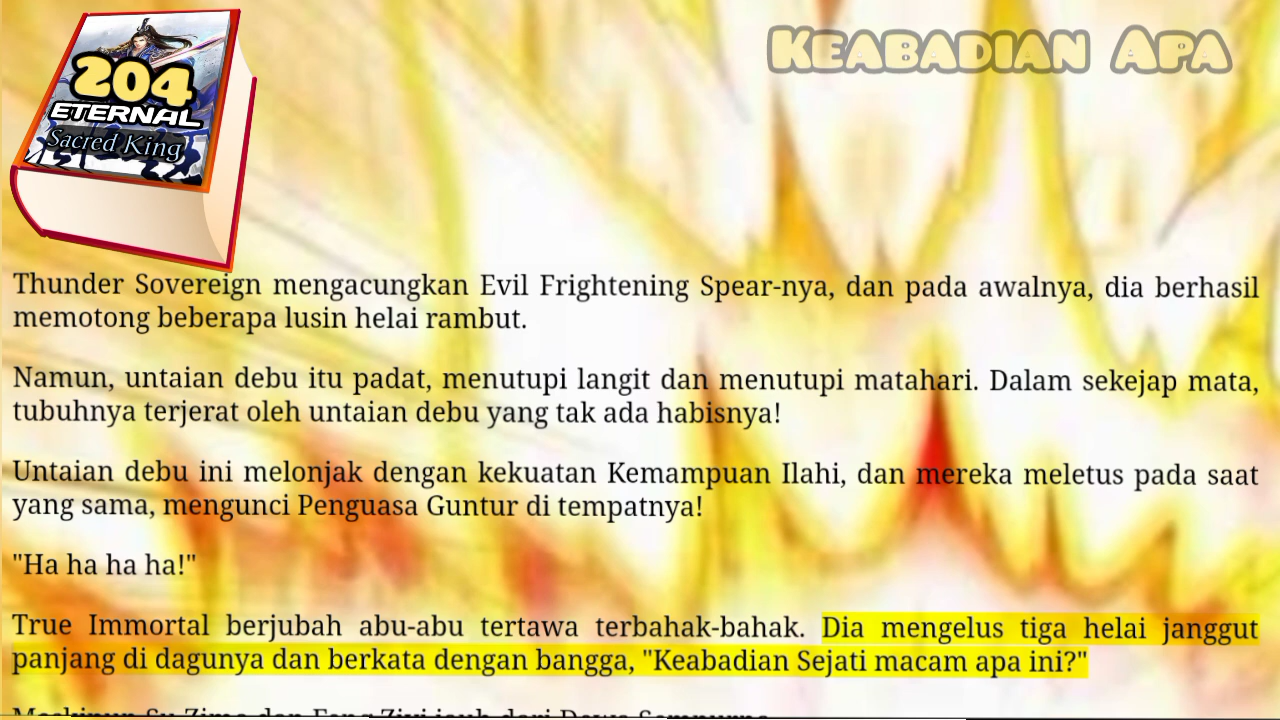 204
ETERNAL
Sacred King
KEABADIAN APA
Thunder Sovereign mengacungkan Evil Frightening Spear-nya, dan pada awalnya, dia berhasil
memotong beberapa lusin helai rambut.
Namun, untaian debu itu padat, menutupi langit dan menutupi matahari. Dalam sekejap mata,
tubuhnya terjerat oleh untaian debu yang tak ada habisnya!
Untaian debu ini melonjak dengan kekuatan Kemampuan Ilahi, dan mereka meletus pada saat
yang sama, mengunci Penguasa Guntur di tempatnya!
"Ha ha ha ha!"
True Immortal berjubah abu-abu tertawa terbahak-bahak. Dia mengelus tiga helai janggut
panjang di dagunya dan berkata dengan bangga, "Keabadian Sejati macam apa ini?"